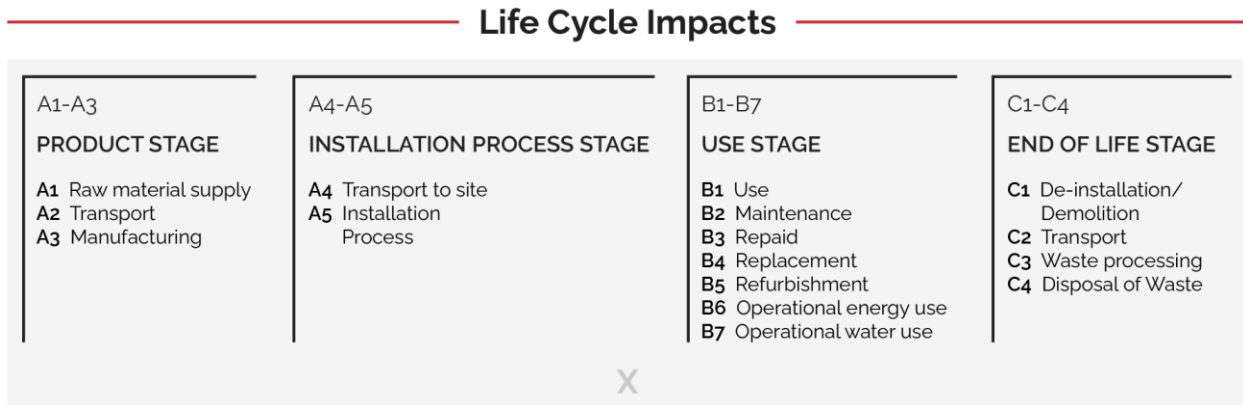 Life Cycle Impacts
A1-A3
PRODUCT STAGE
A1 Raw material supply
A2 Transport
A3 Manufacturing
A4-A5
INSTALLATION PROCESS STAGE
A4 Transport to site
A5 Installation
Process
B1-B7
USE STAGE
B1 Use
B2 Maintenance
B3 Repaid
B4 Replacement
B5 Refurbishment
B6 Operational energy use
B7 Operational water use
C1-C4
END OF LIFE STAGE
C1 De-installation/
Demolition
C2 Transport
C3 Waste processing
C4 Disposal of Waste
X